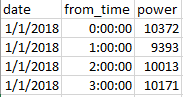 date from_time power
1/1/2018 0:00:00 10372
1/1/2018 1:00:00 9393
1/1/2018 2:00:00 10013
1/1/2018 3:00:00 10171